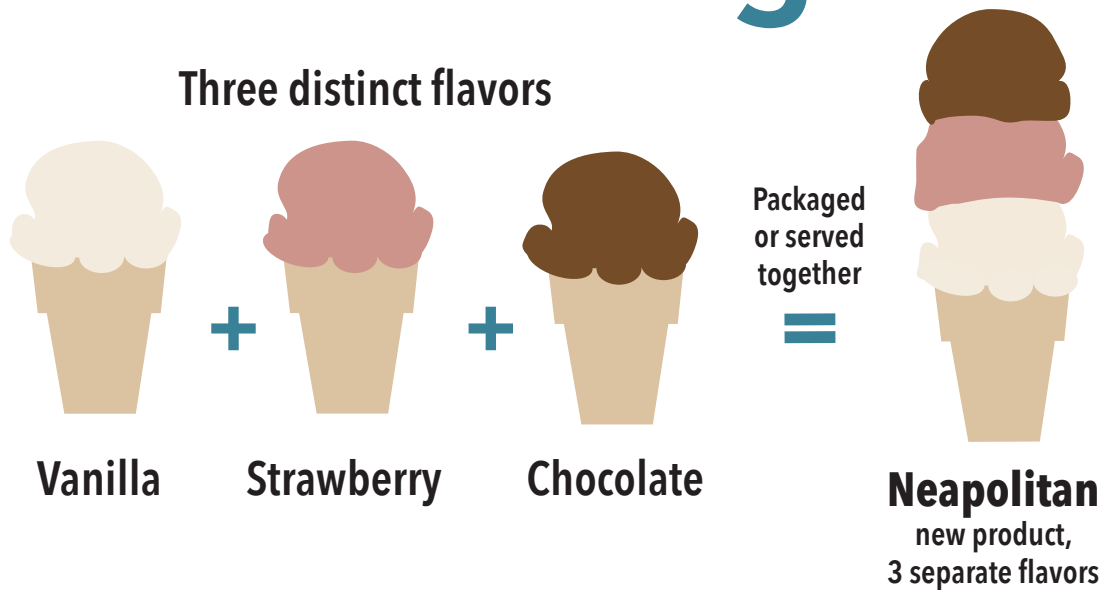 Three distinct flavors
Packaged
or served
together
+
+
=
Vanilla
Strawberry
Chocolate
Neapolitan
new product,
3 separate flavors